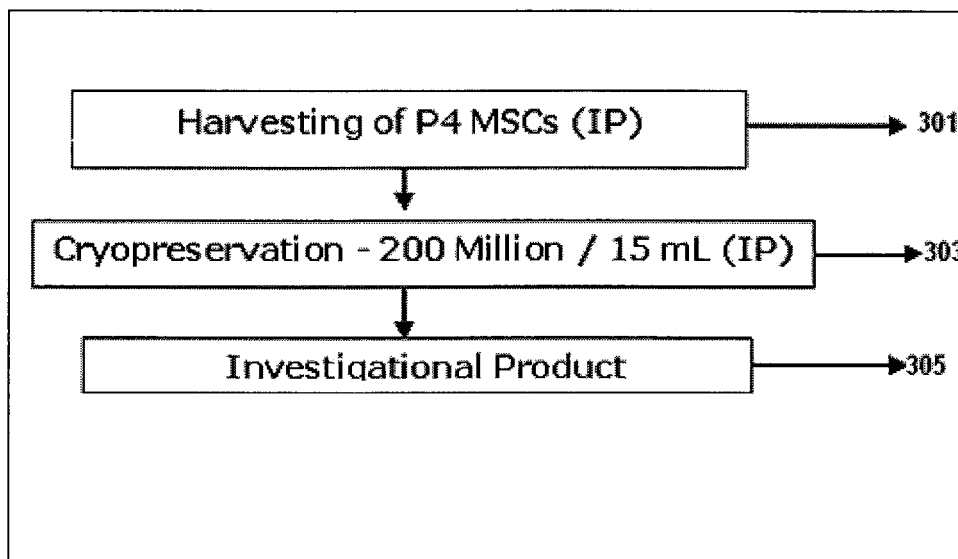 Harvesting of P4 MSCs (IP) 301
Cryopreservation - 200 Million / 15 mL (IP) 303
Investigational Product 305